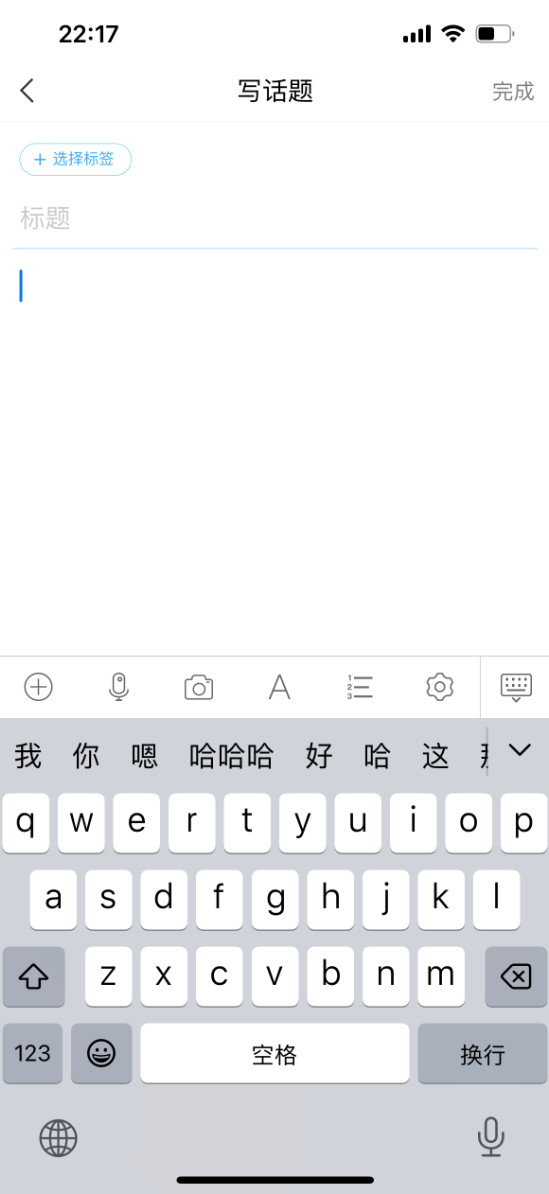 22:17
写话题 完成
+ 选择标签
标题
我 你 嗯 哈哈哈 好 哈 这
q w e r t y u i o p
a s d f g h j k l
z x c v b n m
123 空格 换行